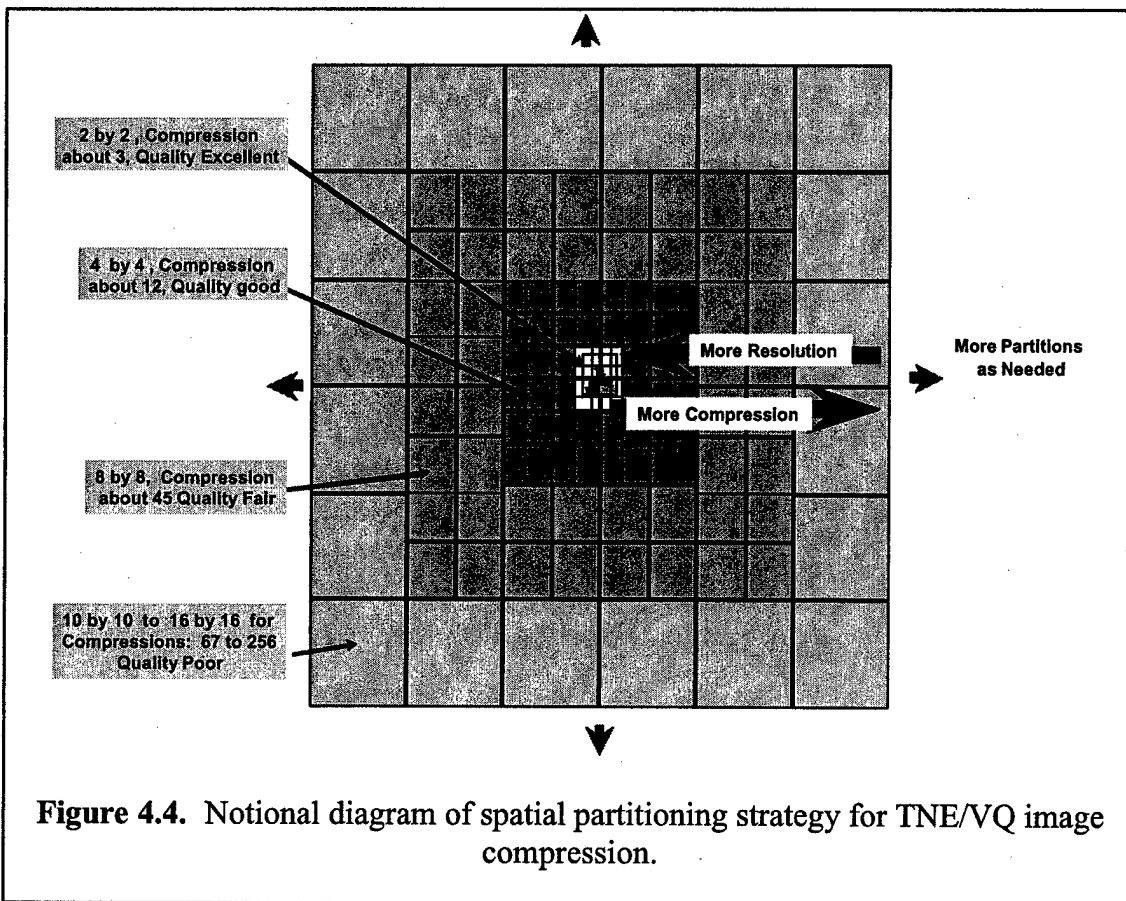 2 by 2 , Compression
about 3, Quality Excellent
4 by 4 , Compression
about 12, Quality good
More Resolution
More Partitions
as Needed
More Compression
8 by 8, Compression
about 45 Quality Fair
10 by 10 to 16 by 16 for
Compressions: 67 to 256
Quality Poor
Figure 4.4. Notional diagram of spatial partitioning strategy for TNE/VQ image
compression.